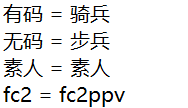 有码 = 骑兵
无码 = 步兵
素人 = 素人
fc2 = fc2ppv